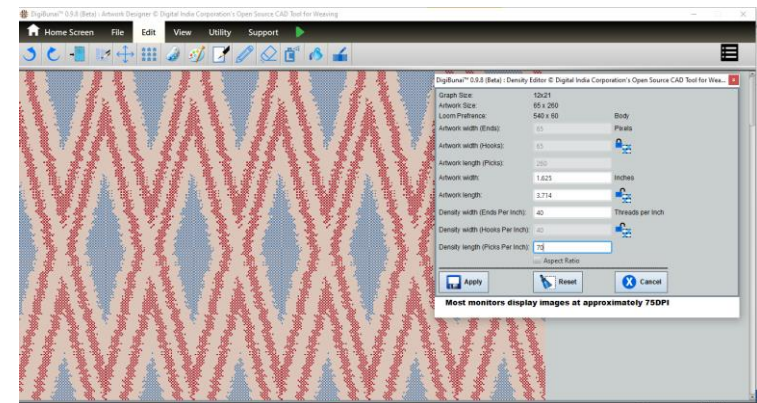 DigiBunai™ 0.9.8 (Beta) : Artwork Designer © Digital India Corporation's Open Source CAD Tool for Weaving
Home Screen File Edit View Utility Support
DigiBunai™ 0.9.8 (Beta) : Density Editor © Digital India Corporation's Open Source CAD Tool for Wea...
Graph Size: 12x21
Artwork Size: 65 x 260
Loom Prefrence: 540 x 60 Body
Artwork width (Ends): 65 Pixels
Artwork width (Hooks): 65
Artwork length (Picks): 260
Artwork width: 1.625 Inches
Artwork length: 3.714
Density width (Ends Per Inch): 40 Threads per Inch
Density width (Hooks Per Inch): 40
Density length (Picks Per Inch): 70
Aspect Ratio
Apply Reset Cancel
Most monitors display images at approximately 75DPI